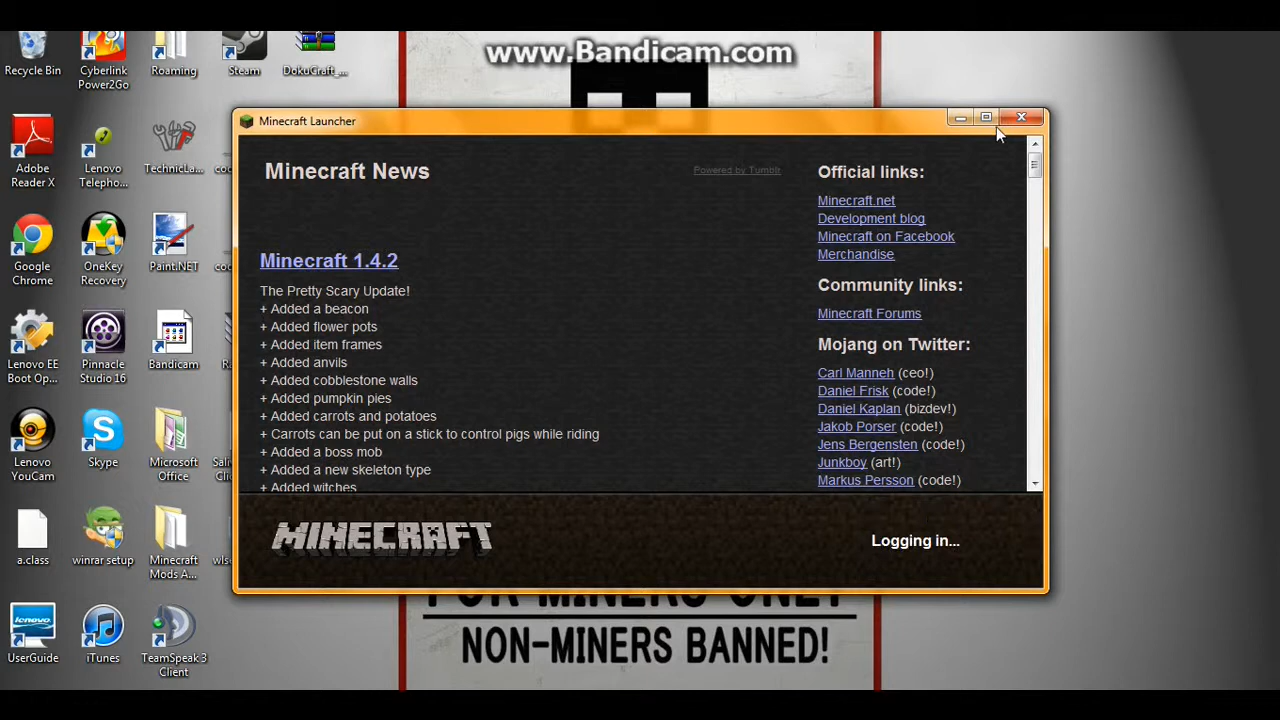 www.Bandicam.com
Recycle Bin
Cyberlink
Power2Go
Roaming
Steam
DokuGraft_...
Minecraft Launcher
Adobe
Reader X
Lenovo
Telepho...
TechnicLa...
Google
Chrome
OneKey
Recovery
Paint.NET
Lenovo EE
Boot Op...
Pinnacle
Studio 16
Bandicam
Lenovo
YouCam
Skype
Microsoft
Office
a.class
winrar setup
Minecraft
Mods A...
UserGuide
iTunes
TeamSpeak 3
Client
Minecraft News
Powered by Tumblr
Minecraft 1.4.2
The Pretty Scary Update!
+ Added a beacon
+ Added flower pots
+ Added item frames
+ Added anvils
+ Added cobblestone walls
+ Added pumpkin pies
+ Added carrots and potatoes
+ Carrots can be put on a stick to control pigs while riding
+ Added a boss mob
+ Added a new skeleton type
+ Added witches
Official links:
Minecraft.net
Development blog
Minecraft on Facebook
Merchandise
Community links:
Minecraft Forums
Mojang on Twitter:
Carl Manneh (ceo!)
Daniel Frisk (code!)
Daniel Kaplan (bizdev!)
Jakob Porser (code!)
Jens Bergensten (code!)
Junkboy (art!)
Markus Persson (code!)
MINECRAFT
Logging in...
FOR MINERS ONLY
NON-MINERS BANNED!